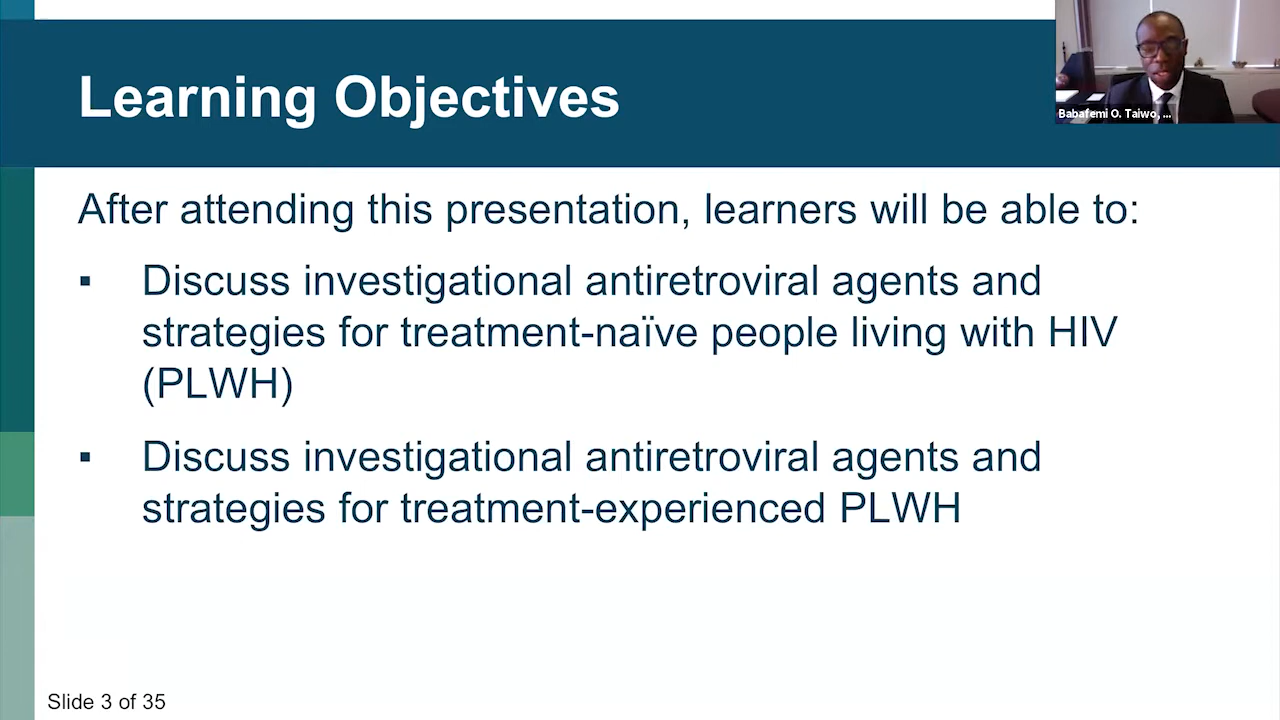 Learning Objectives
Babafemi O. Taiwo, ...
After attending this presentation, learners will be able to:
▪ Discuss investigational antiretroviral agents and
strategies for treatment-naïve people living with HIV
(PLWH)
▪ Discuss investigational antiretroviral agents and
strategies for treatment-experienced PLWH
Slide 3 of 35